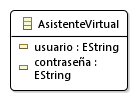 AsistenteVirtual
usuario : EString
contraseña :
EString